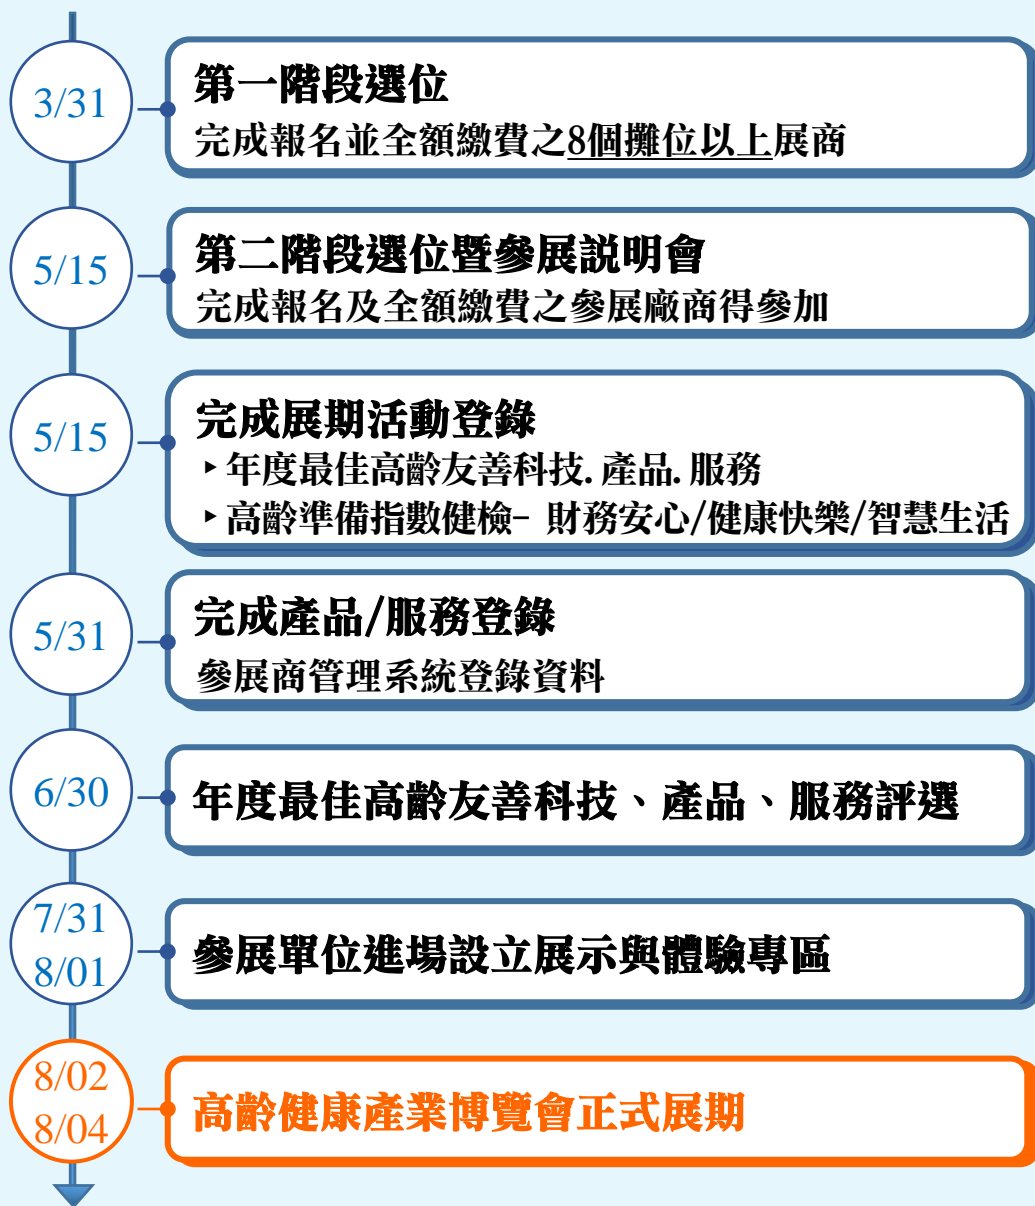 3/31
第一階段選位
完成報名並全額繳費之8個攤位以上展商
5/15
第二階段選位暨參展説明會
完成報名及全額繳費之參展廠商得參加
5/15
完成展期活動登錄
‣年度最佳高齡友善科技.產品.服務
‣高齡準備指數健檢- 財務安心/健康快樂/智慧生活
5/31
完成產品/服務登錄
參展商管理系統登錄資料
6/30
年度最佳高齡友善科技、產品、服務評選
7/31
8/01
參展單位進場設立展示與體驗專區
8/02
8/04
高齡健康產業博覽會正式展期